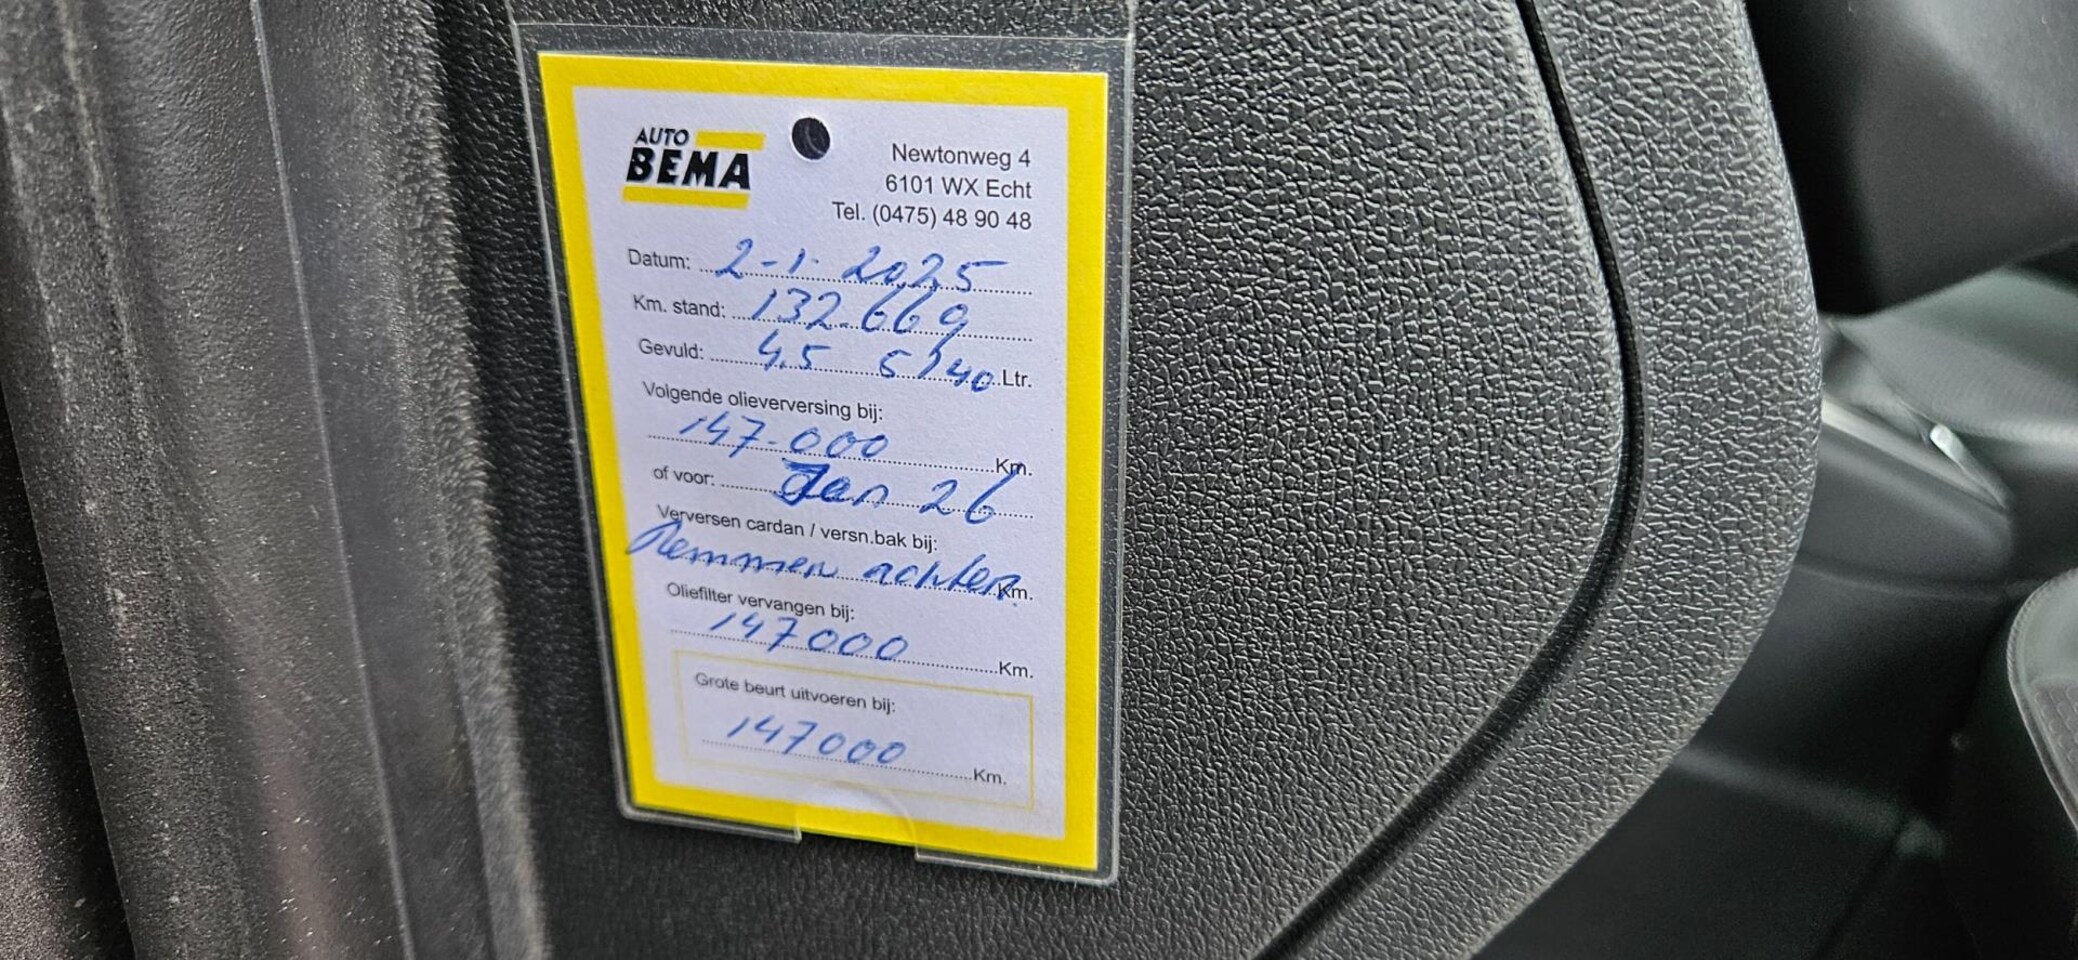 AUTO
BEMA
Newtonweg 4
6101 WX Echt
Tel. (0475) 48 90 48
Datum: 2-1-2025
Km. stand: 132.669
Gevuld: 4.5 5/40 Ltr.
Volgende olieverversing bij:
147.000 Km.
of voor: Jan 26
Verversen cardan / versn.bak bij:
Remmen achter Km.
Oliefilter vervangen bij:
147000 Km.
Grote beurt uitvoeren bij:
147000 Km.